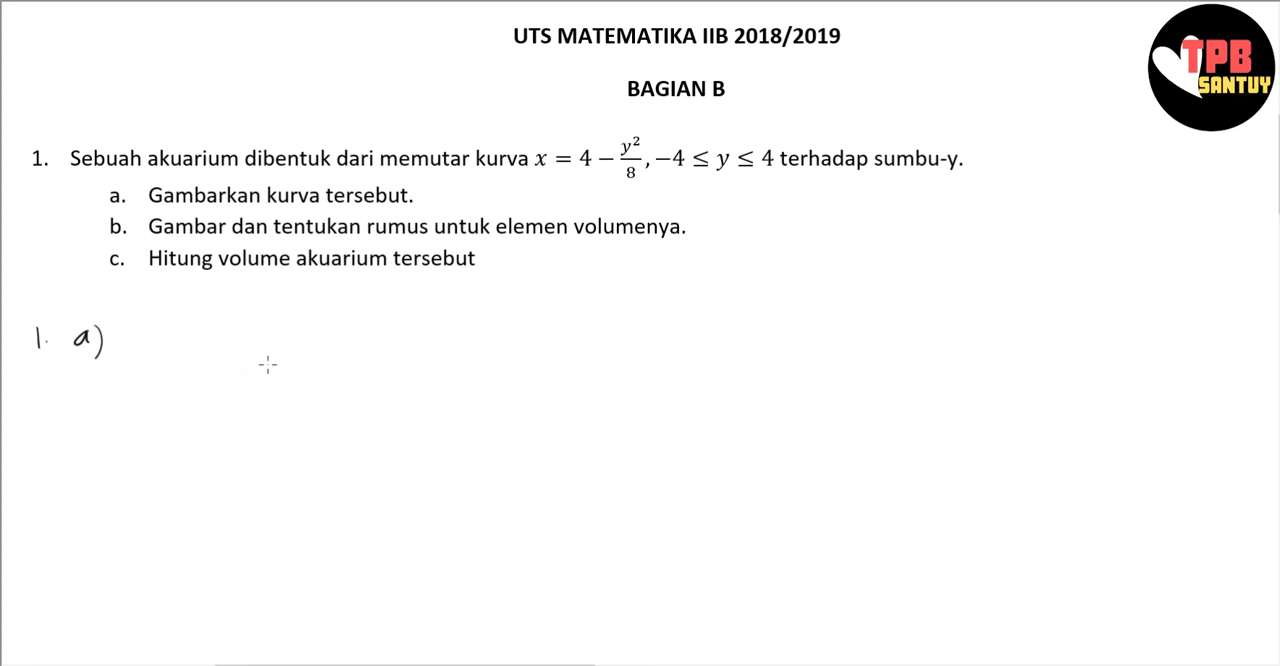 UTS MATEMATIKA IIB 2018/2019
TPB
SANTUY
BAGIAN B
1. Sebuah akuarium dibentuk dari memutar kurva x = 4 − y²/8, −4 ≤ y ≤ 4 terhadap sumbu-y.
a. Gambarkan kurva tersebut.
b. Gambar dan tentukan rumus untuk elemen volumenya.
c. Hitung volume akuarium tersebut
1. a)